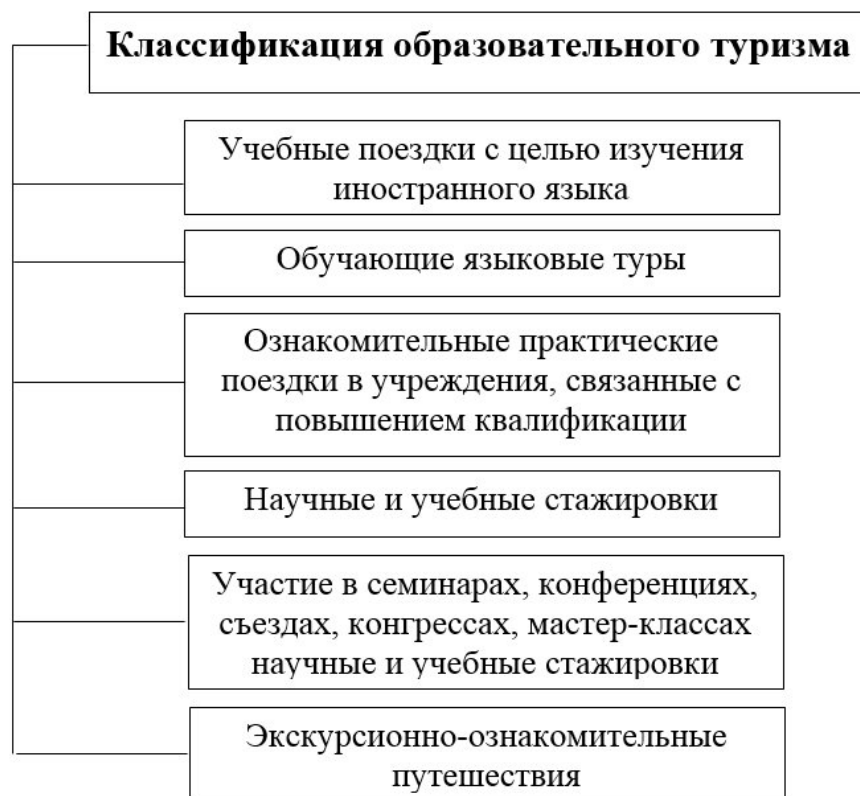 Классификация образовательного туризма
Учебные поездки с целью изучения
иностранного языка
Обучающие языковые туры
Ознакомительные практические
поездки в учреждения, связанные с
повышением квалификации
Научные и учебные стажировки
Участие в семинарах, конференциях,
съездах, конгрессах, мастер-классах
научные и учебные стажировки
Экскурсионно-ознакомительные
путешествия